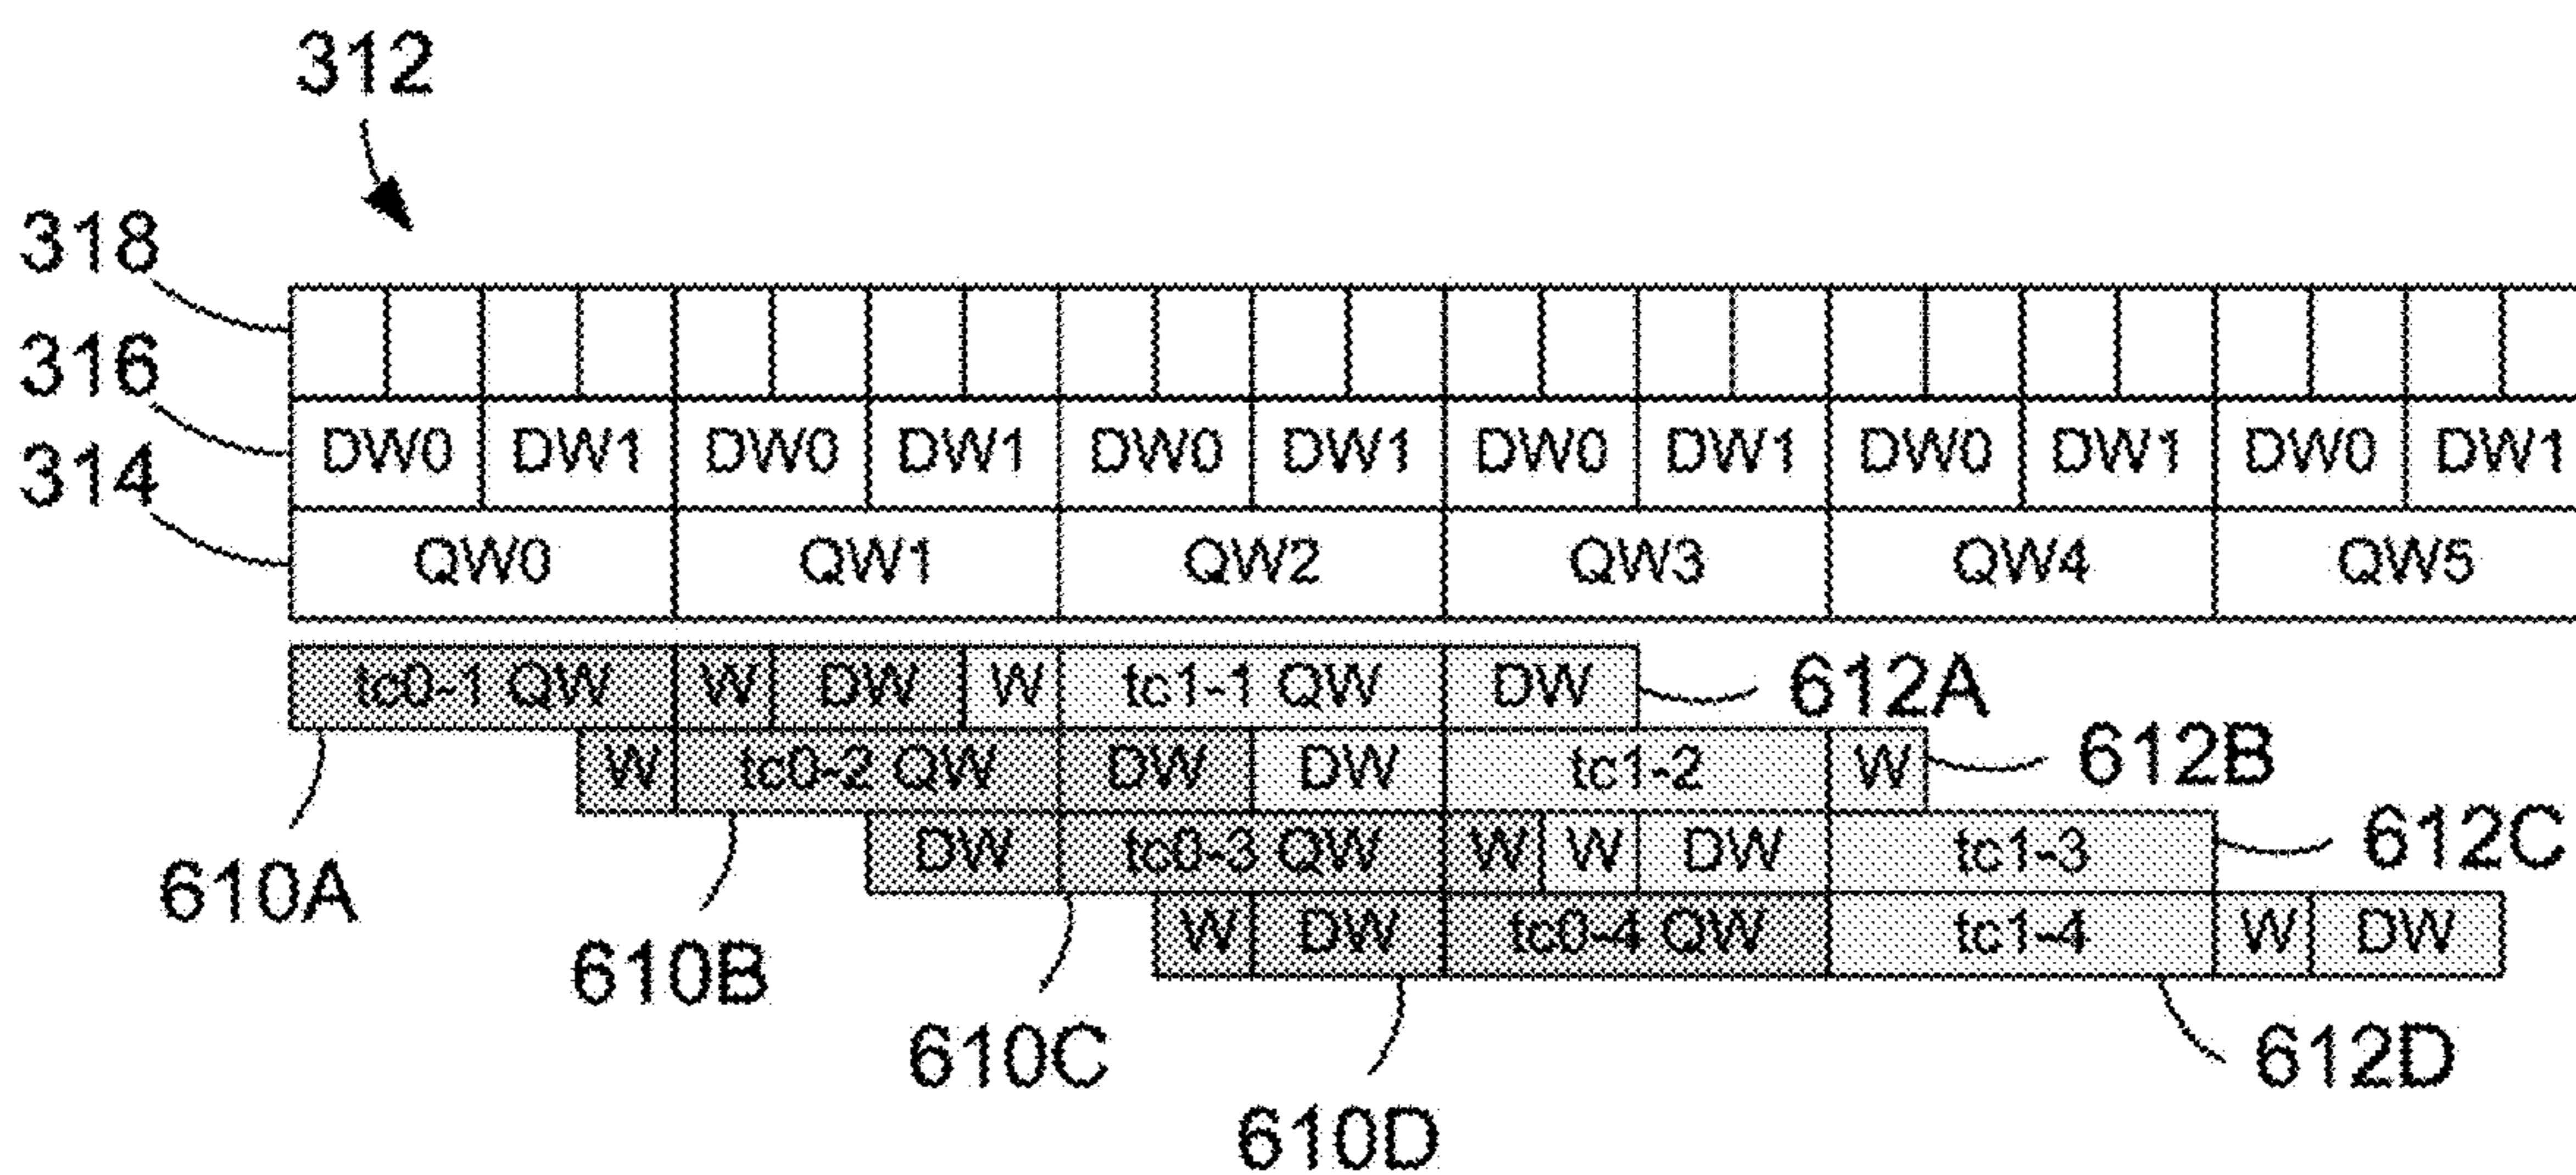 312
318
316
314
DW0 DW1 DW0 DW1 DW0 DW1 DW0 DW1 DW0 DW1 DW0 DW1
QW0 QW1 QW2 QW3 QW4 QW5
tc0-1 QW W DW W tc1-1 QW DW 612A
W tc0-2 QW DW DW tc1-2 W 612B
DW tc0-3 QW W W DW tc1-3 612C
W DW tc0-4 QW tc1-4 W DW
610A
610B
610C
612D
610D